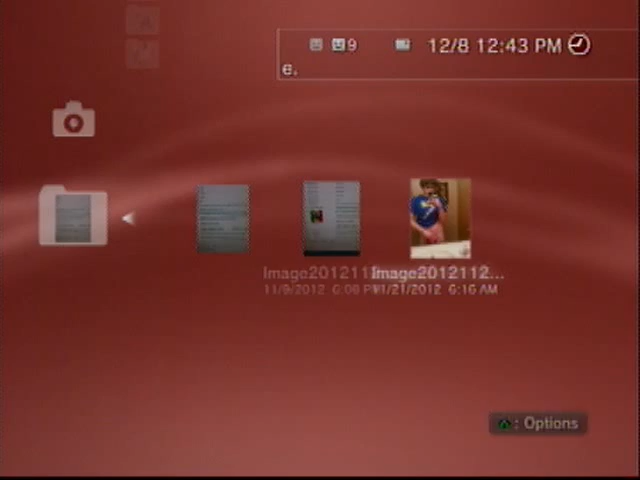 9
12/8 12:43 PM
e.
Image2012112...
11/9/2012 6:08 PM
11/21/2012 6:16 AM
: Options